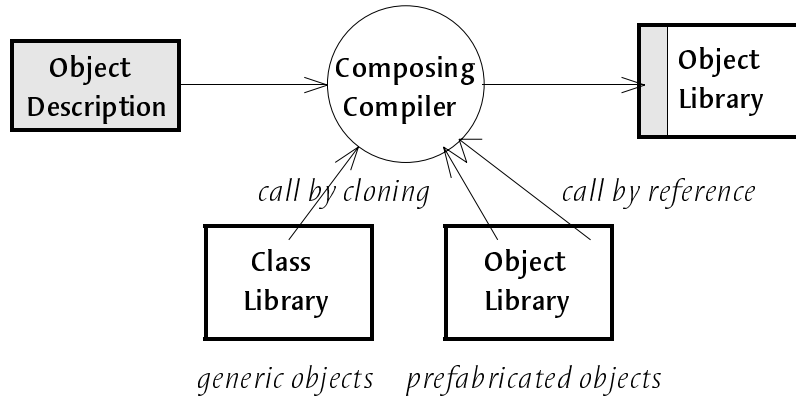 Object
Description
Composing
Compiler
Object
Library
call by cloning
call by reference
Class
Library
Object
Library
generic objects
prefabricated objects